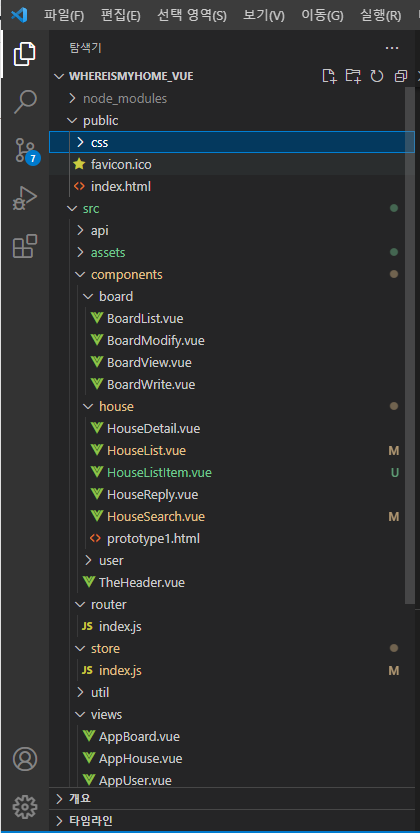 파일(F) 편집(E) 선택 영역(S) 보기(V) 이동(G) 실행(R)
탐색기
WHEREISMYHOME_VUE
node_modules
public
css
favicon.ico
<> index.html
src
api
assets
components
board
BoardList.vue
BoardModify.vue
BoardView.vue
BoardWrite.vue
house
HouseDetail.vue
HouseList.vue M
HouseListItem.vue U
HouseReply.vue
HouseSearch.vue M
<> prototype1.html
user
TheHeader.vue
router
JS index.js
store
JS index.js M
util
views
AppBoard.vue
AppHouse.vue
AppUser.vue
개요
타임라인
7